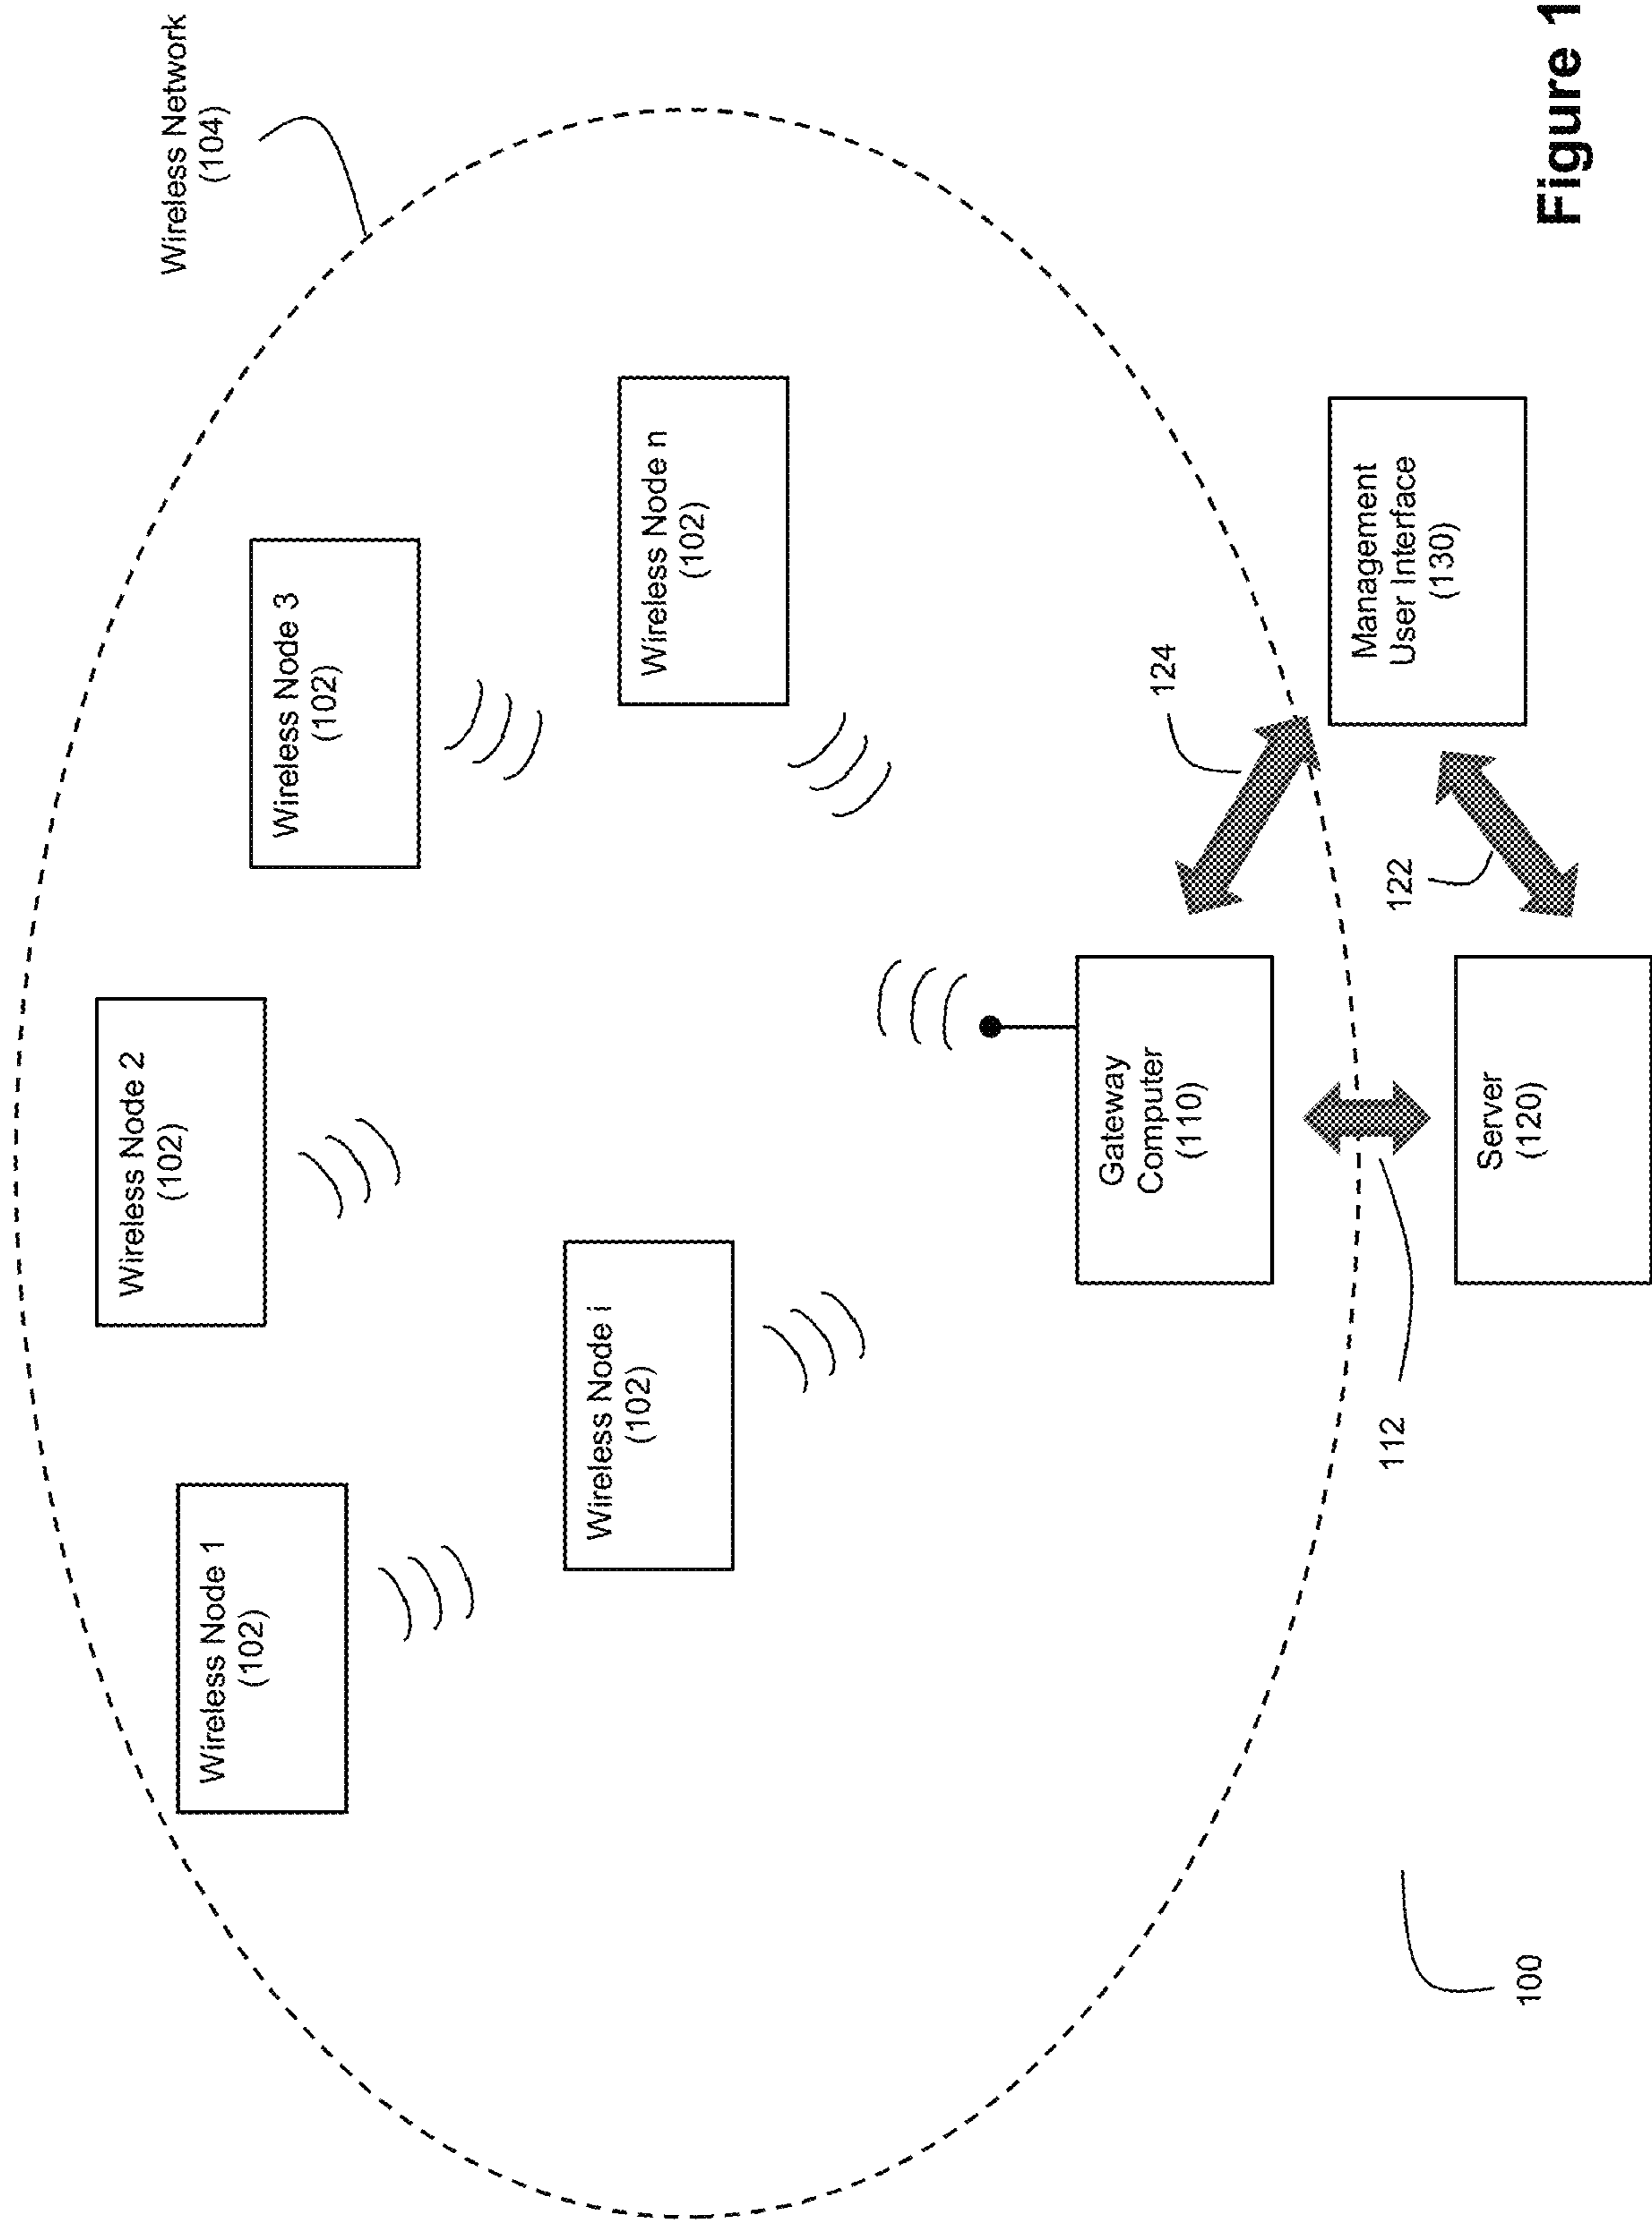 Wireless Network
(104)
Wireless Node 2
(102)
Wireless Node 1
(102)
Wireless Node 3
(102)
Wireless Node i
(102)
Wireless Node n
(102)
Gateway
Computer
(110)
124
112
122
Server
(120)
Management
User Interface
(130)
100
Figure 1